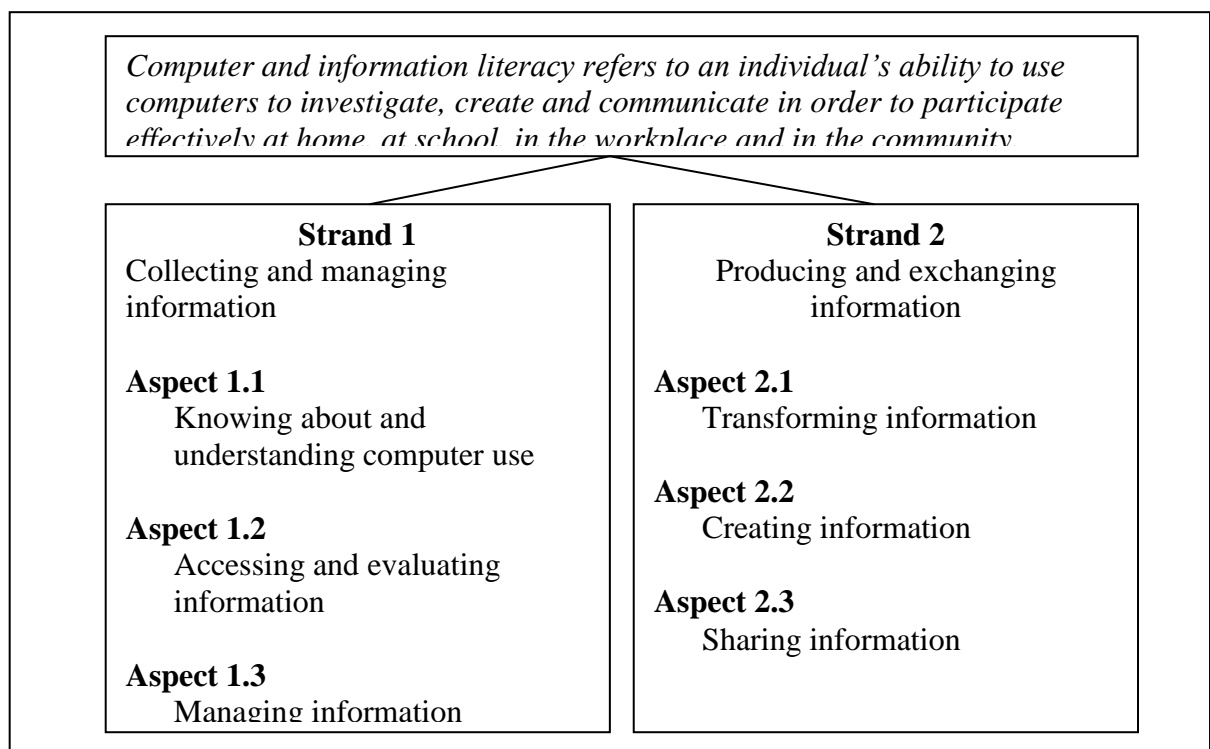 Computer and information literacy refers to an individual’s ability to use
computers to investigate, create and communicate in order to participate
effectively at home, at school, in the workplace and in the community.
Strand 1
Collecting and managing
information
Aspect 1.1
Knowing about and
understanding computer use
Aspect 1.2
Accessing and evaluating
information
Aspect 1.3
Managing information
Strand 2
Producing and exchanging
information
Aspect 2.1
Transforming information
Aspect 2.2
Creating information
Aspect 2.3
Sharing information